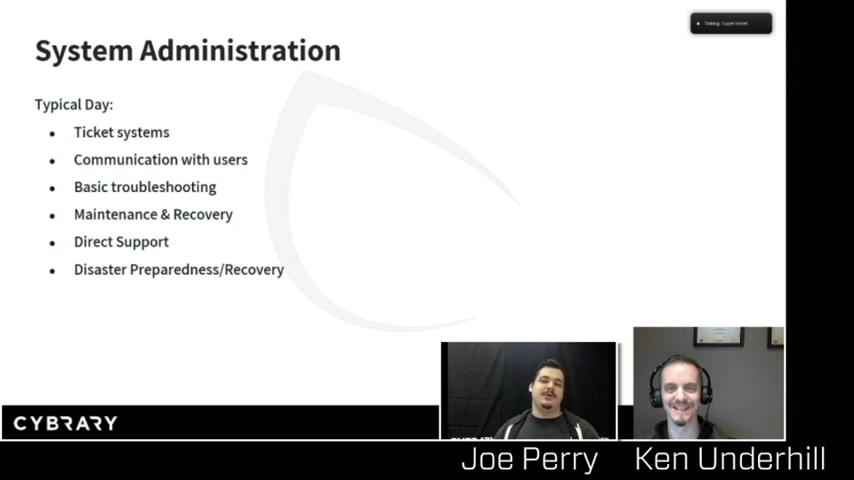 System Administration
Typical Day:
Ticket systems
Communication with users
Basic troubleshooting
Maintenance & Recovery
Direct Support
Disaster Preparedness/Recovery
CYBRARY
Joe Perry
Ken Underhill